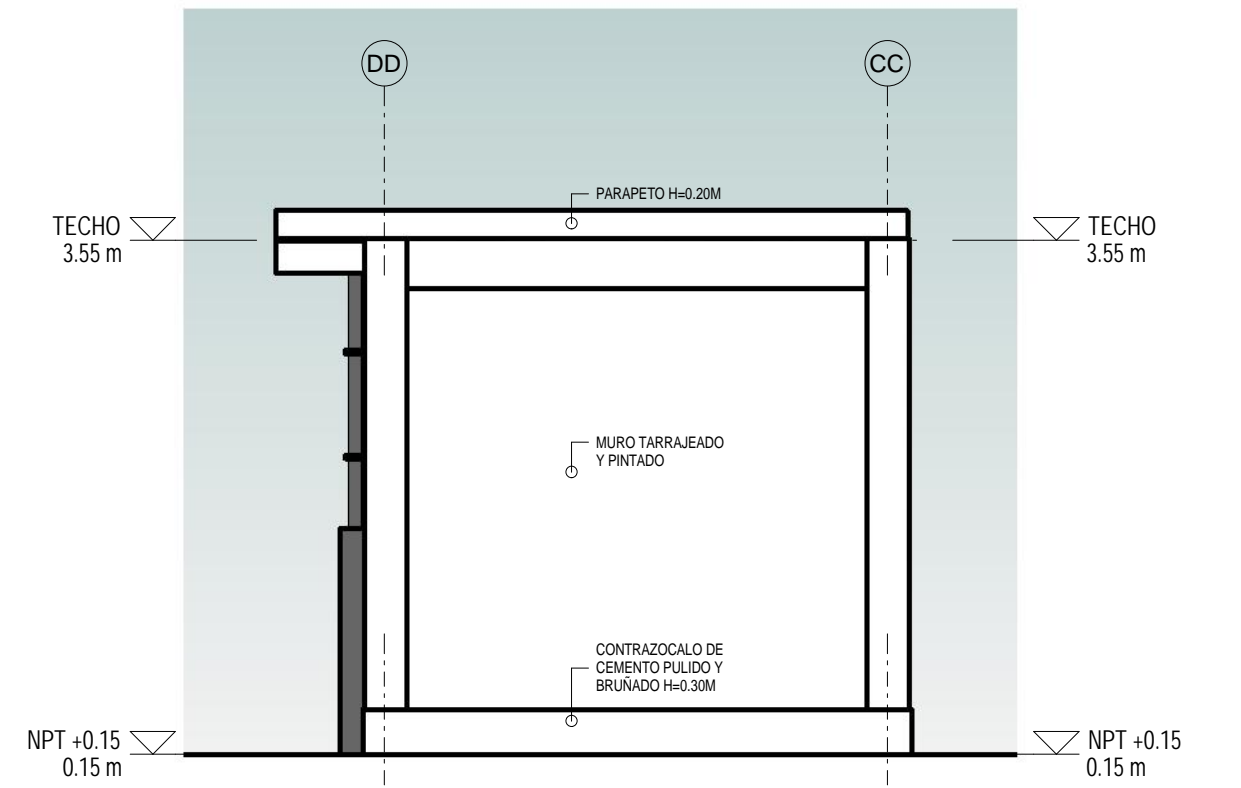 DD
CC
PARAPETO H=0.20M
TECHO
3.55 m
TECHO
3.55 m
MURO TARRAJEADO
Y PINTADO
CONTRAZOCALO DE
CEMENTO PULIDO Y
BRUÑADO H=0.30M
NPT +0.15
0.15 m
NPT +0.15
0.15 m